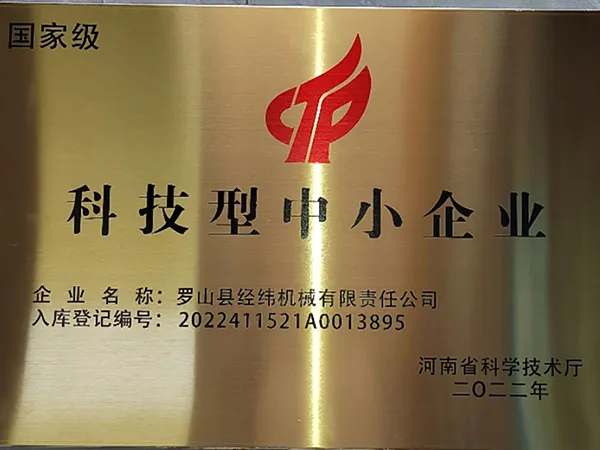 国家级
科技型中小企业
企业名称：罗山县经纬机械有限责任公司
入库登记编号：2022411521A0013895
河南省科学技术厅
二〇二二年